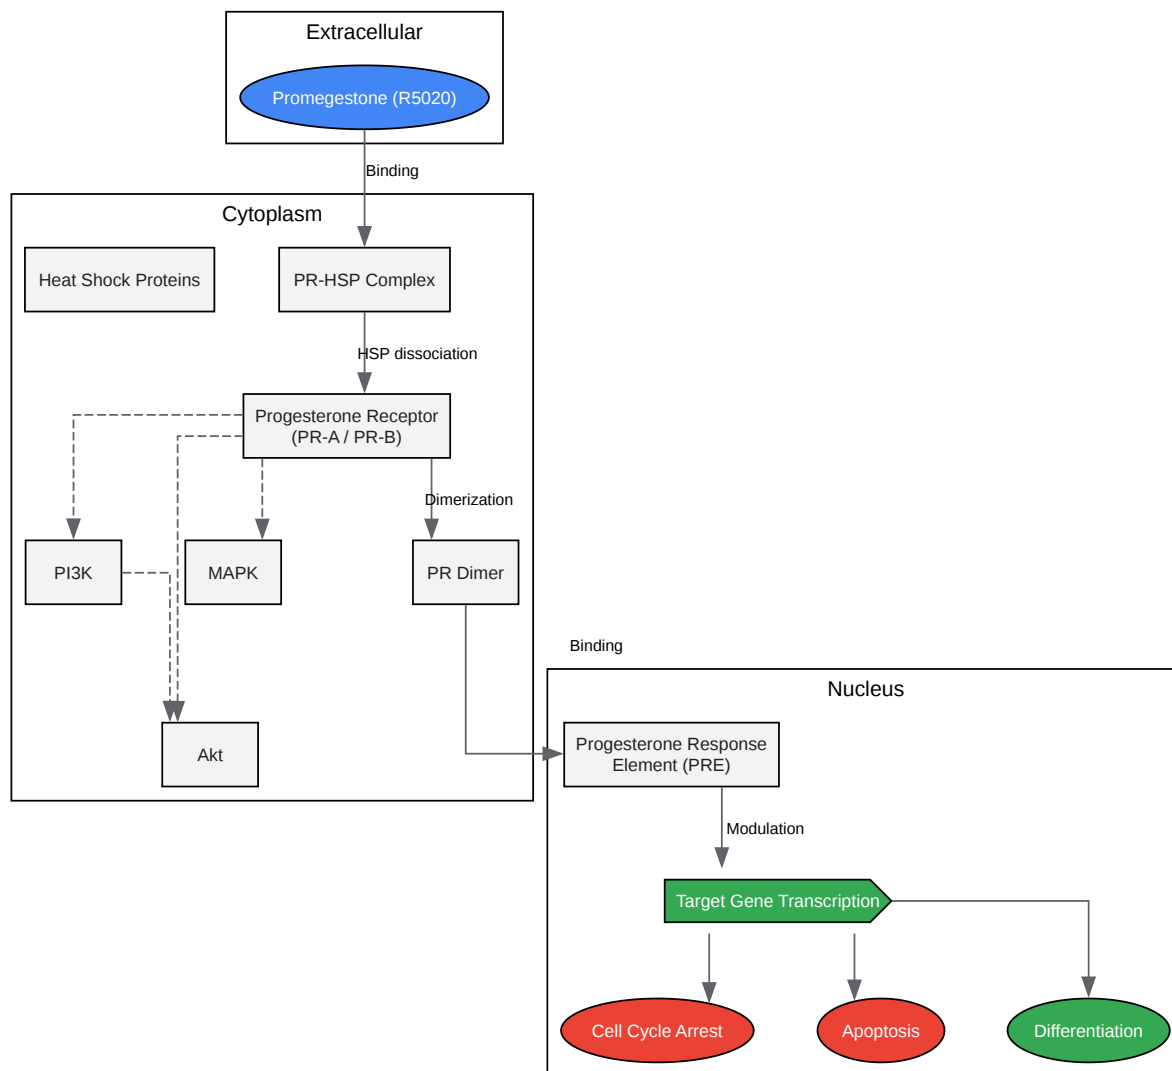 Extracellular
Promegestone (R5020)
Binding
Cytoplasm
Heat Shock Proteins
PR-HSP Complex
HSP dissociation
Progesterone Receptor
(PR-A / PR-B)
Dimerization
PI3K
MAPK
PR Dimer
Binding
Nucleus
Progesterone Response
Element (PRE)
Akt
Modulation
Target Gene Transcription
Cell Cycle Arrest
Apoptosis
Differentiation